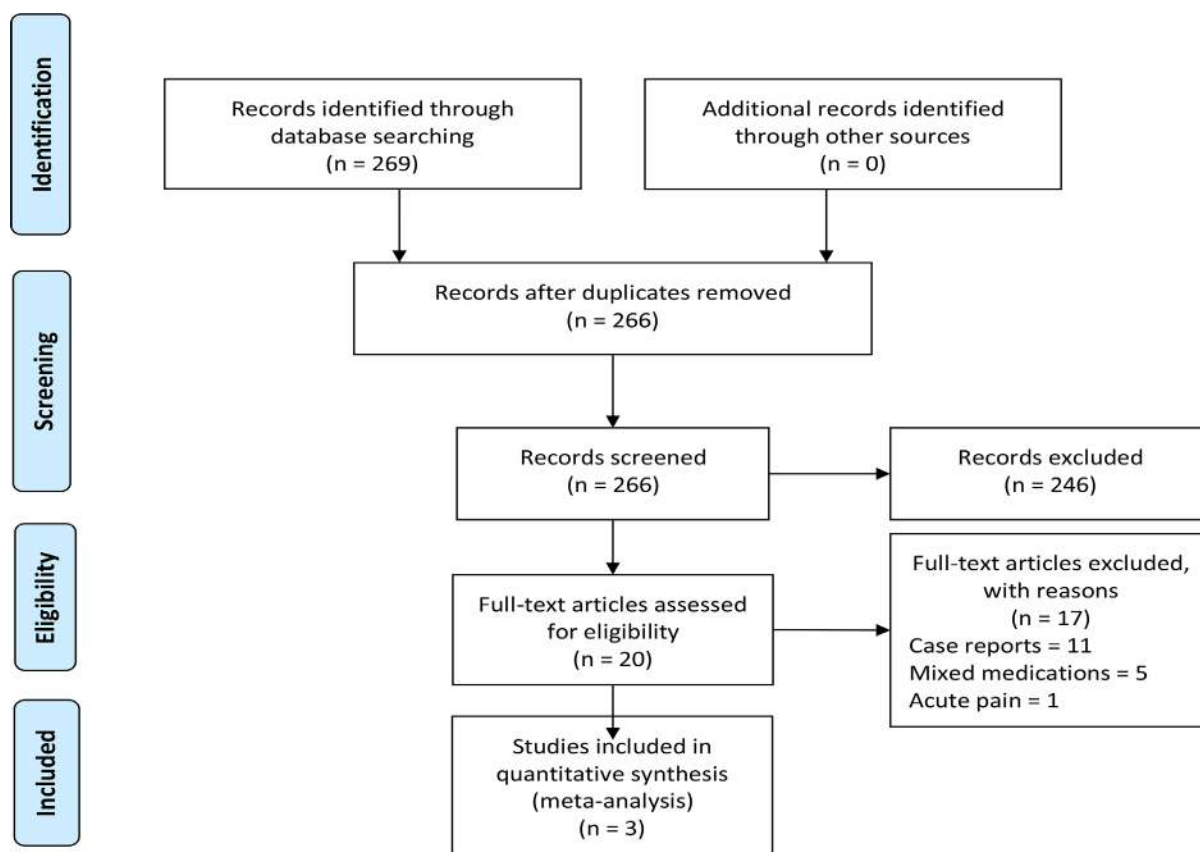 Identification
Records identified through
database searching
(n = 269)
Additional records identified
through other sources
(n = 0)
Screening
Records after duplicates removed
(n = 266)
Records screened
(n = 266)
Records excluded
(n = 246)
Eligibility
Full-text articles assessed
for eligibility
(n = 20)
Full-text articles excluded,
with reasons
(n = 17)
Case reports = 11
Mixed medications = 5
Acute pain = 1
Included
Studies included in
quantitative synthesis
(meta-analysis)
(n = 3)